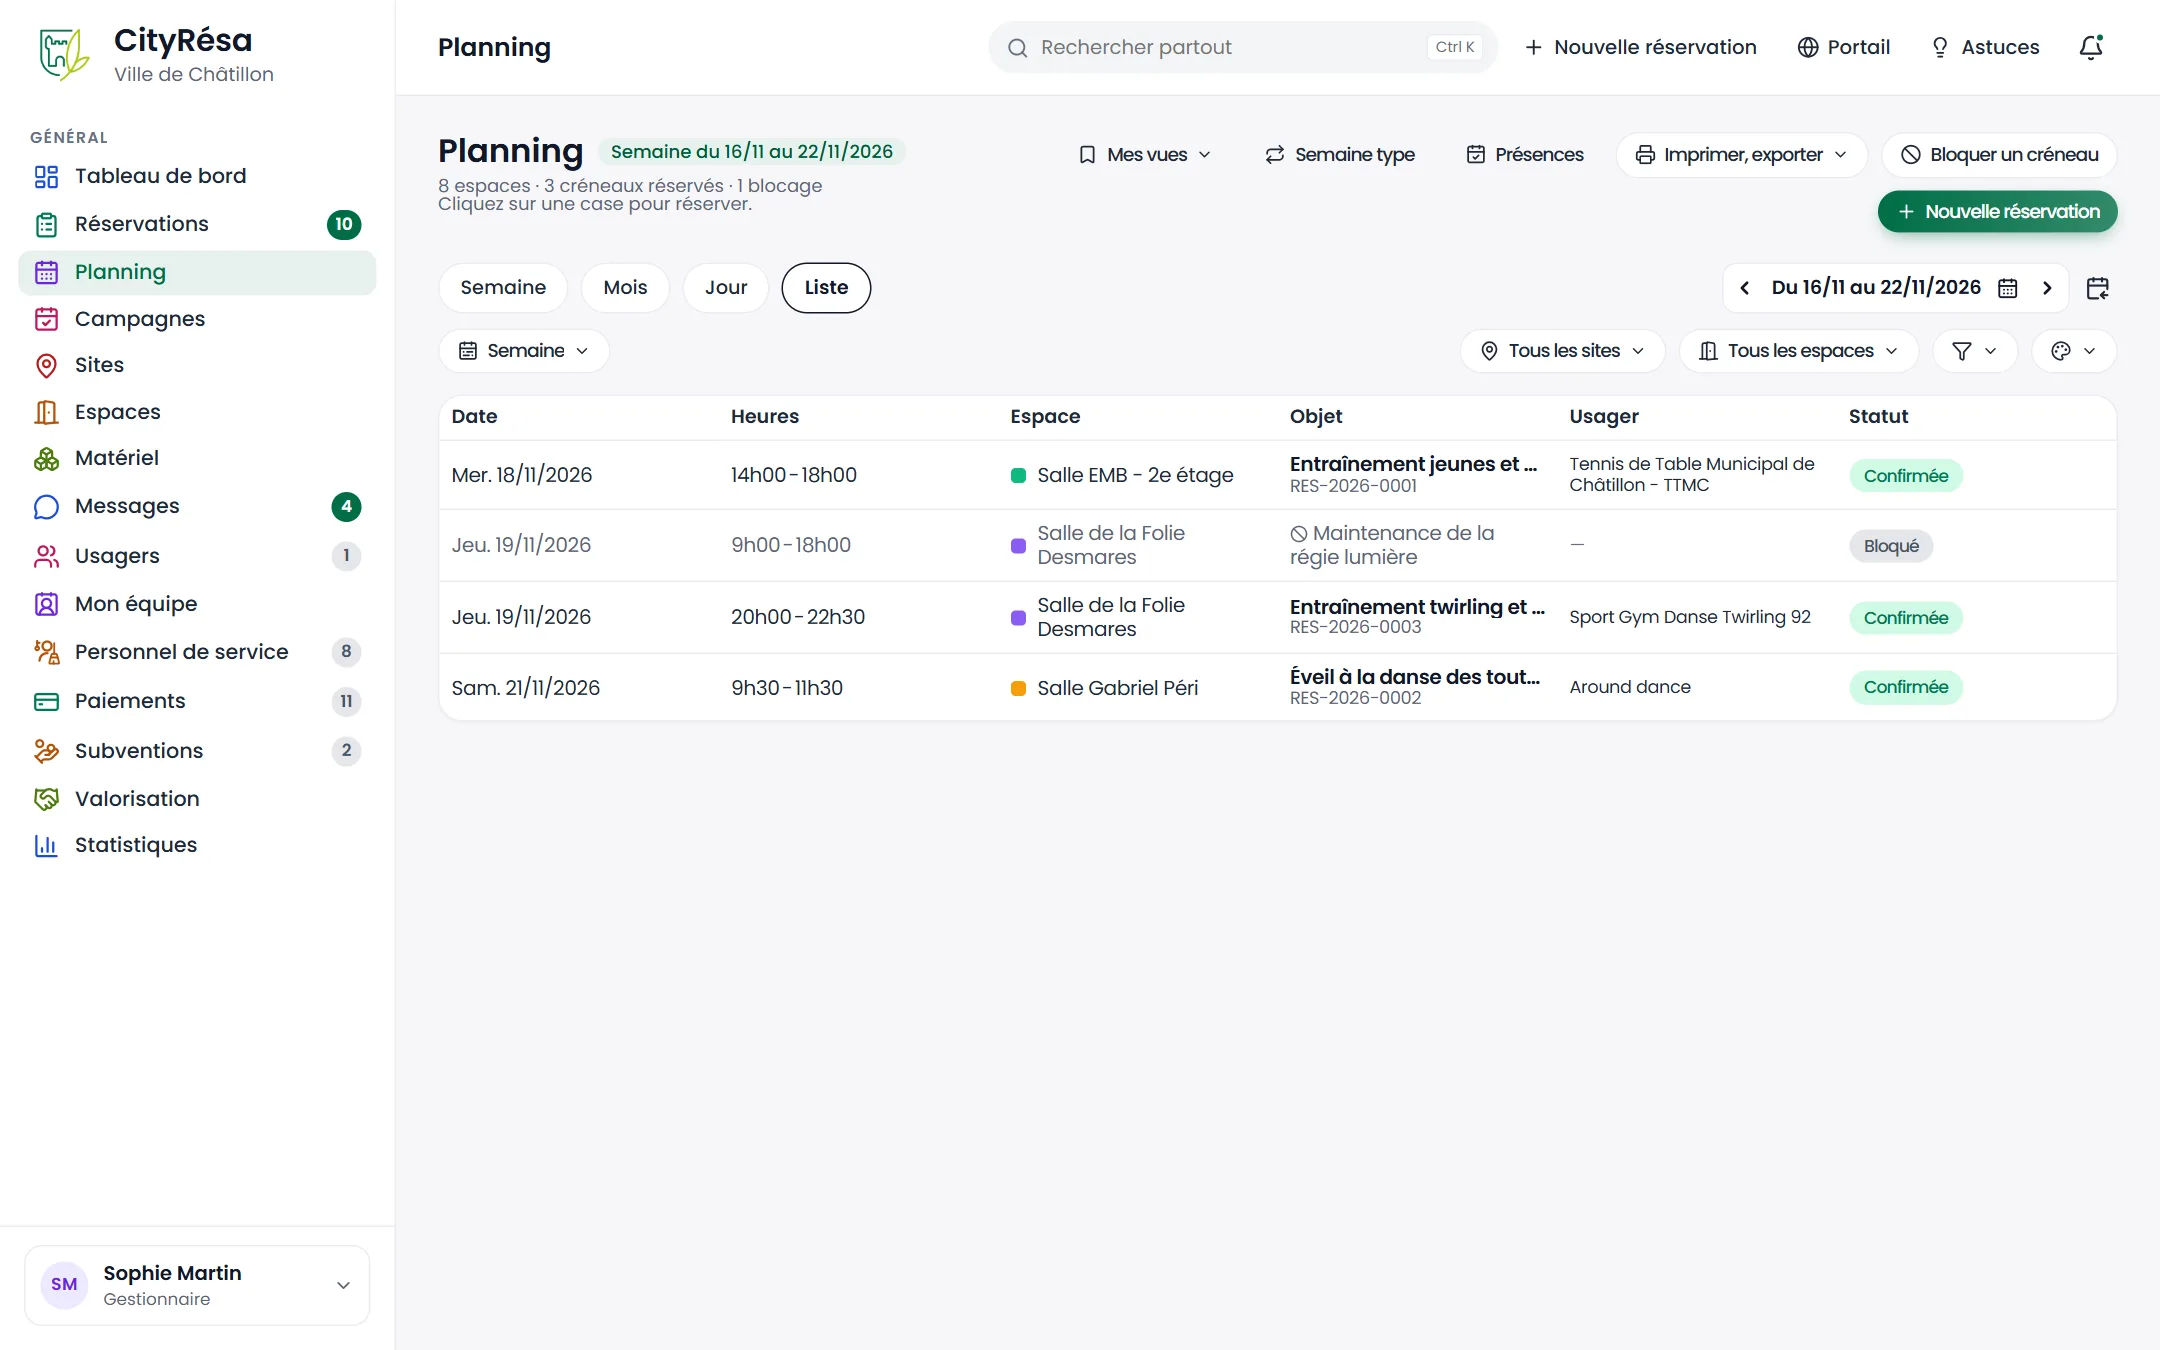 CityRésa
Ville de Châtillon
GÉNÉRAL
Tableau de bord
Réservations 10
Planning
Campagnes
Sites
Espaces
Matériel
Messages 4
Usagers 1
Mon équipe
Personnel de service 8
Paiements 11
Subventions 2
Valorisation
Statistiques
SM
Sophie Martin
Gestionnaire
Planning
Rechercher partout Ctrl K
Nouvelle réservation
Portail
Astuces
Planning Semaine du 16/11 au 22/11/2026
8 espaces · 3 créneaux réservés · 1 blocage
Cliquez sur une case pour réserver.
Mes vues
Semaine type
Présences
Imprimer, exporter
Bloquer un créneau
Nouvelle réservation
Semaine Mois Jour Liste
Du 16/11 au 22/11/2026
Semaine
Tous les sites
Tous les espaces
Date Heures Espace Objet Usager Statut
Mer. 18/11/2026
14h00-18h00
Salle EMB - 2e étage
Entraînement jeunes et ...
RES-2026-0001
Tennis de Table Municipal de
Châtillon - TTMC
Confirmée
Jeu. 19/11/2026
9h00-18h00
Salle de la Folie
Desmares
Maintenance de la
régie lumière
—
Bloqué
Jeu. 19/11/2026
20h00-22h30
Salle de la Folie
Desmares
Entraînement twirling et ...
RES-2026-0003
Sport Gym Danse Twirling 92
Confirmée
Sam. 21/11/2026
9h30-11h30
Salle Gabriel Péri
Éveil à la danse des tout...
RES-2026-0002
Around dance
Confirmée